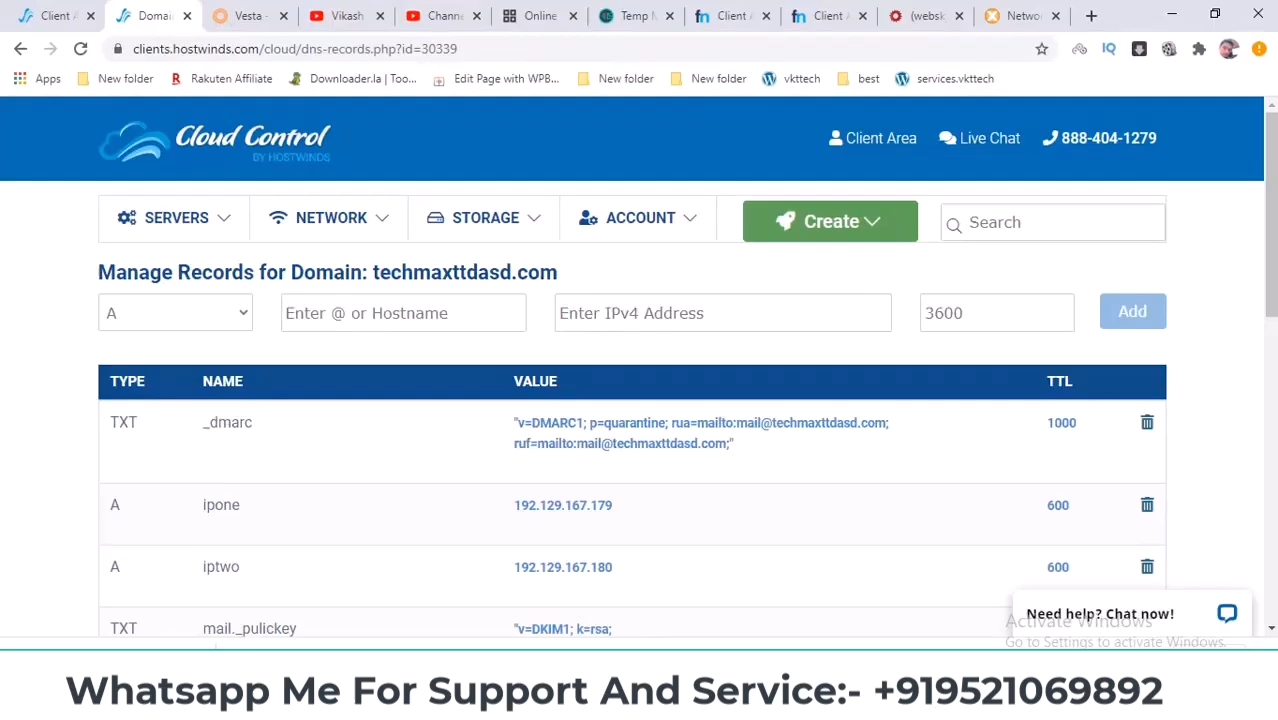 Client A
Domai
Vesta -
Vikash
Chann
Online
Temp M
Client A
Client A
(websk
Netwo
clients.hostwinds.com/cloud/dns-records.php?id=30339
IQ
Apps
New folder
R
Rakuten Affiliate
Downloader.la | Too...
Edit Page with WPB...
New folder
New folder
vkttech
best
services.vkttech
Cloud Control
BY HOSTWINDS
Client Area
Live Chat
888-404-1279
SERVERS
NETWORK
STORAGE
ACCOUNT
Create
Search
Manage Records for Domain: techmaxttdasd.com
A
Enter @ or Hostname
Enter IPv4 Address
3600
Add
TYPE NAME VALUE TTL
TXT _dmarc "v=DMARC1; p=quarantine; rua=mailto:mail@techmaxttdasd.com; 1000
ruf=mailto:mail@techmaxttdasd.com;"
A ipone 192.129.167.179 600
A iptwo 192.129.167.180 600
TXT mail._pulickey "v=DKIM1; k=rsa;
Need help? Chat now!
Activate Windows
Go to Settings to activate Windows.
Whatsapp Me For Support And Service:- +919521069892